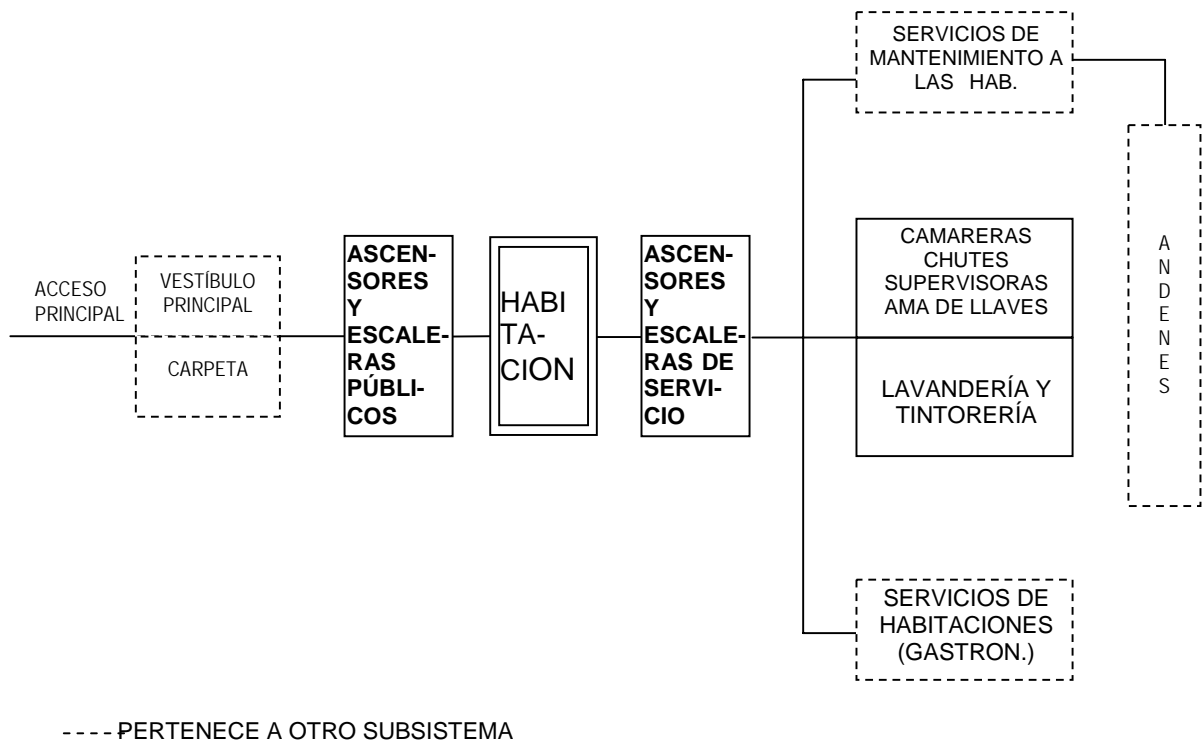 SERVICIOS DE
MANTENIMIENTO A
LAS HAB.
ACCESO
PRINCIPAL
VESTÍBULO
PRINCIPAL
CARPETA
ASCEN-
SORES
Y
ESCALE-
RAS
PÚBLI-
COS
HABI
TA-
CION
ASCEN-
SORES
Y
ESCALE-
RAS DE
SERVI-
CIO
CAMARERAS
CHUTES
SUPERVISORAS
AMA DE LLAVES
LAVANDERÍA Y
TINTORERÍA
A
N
D
E
N
E
S
SERVICIOS DE
HABITACIONES
(GASTRON.)
PERTENECE A OTRO SUBSISTEMA